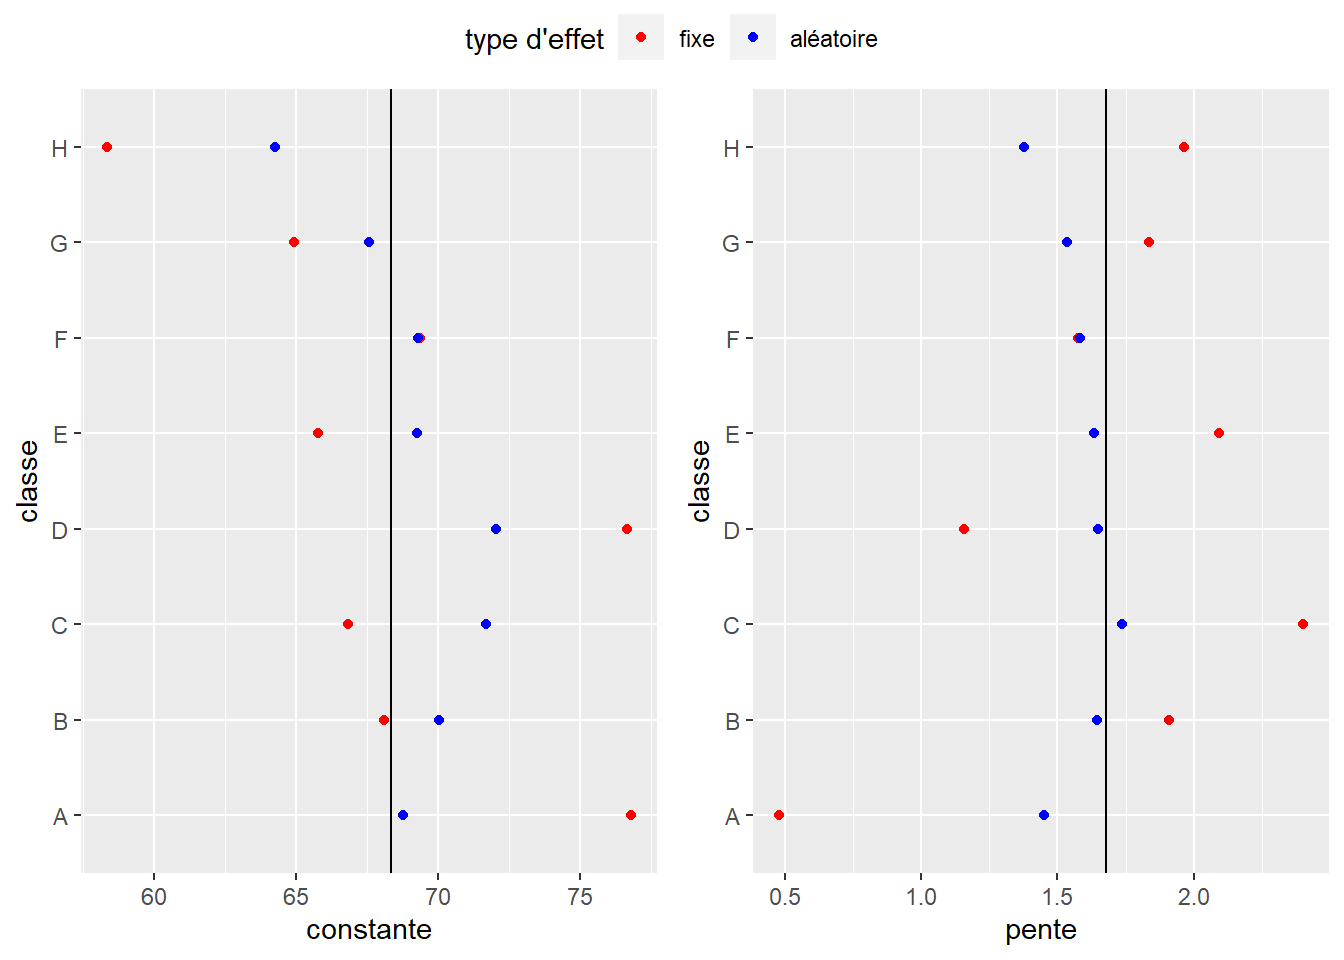 type d'effet fixe aléatoire
H
G
F
E
D
C
B
A
classe
60 65 70 75
constante
H
G
F
E
D
C
B
A
classe
0.5 1.0 1.5 2.0
pente